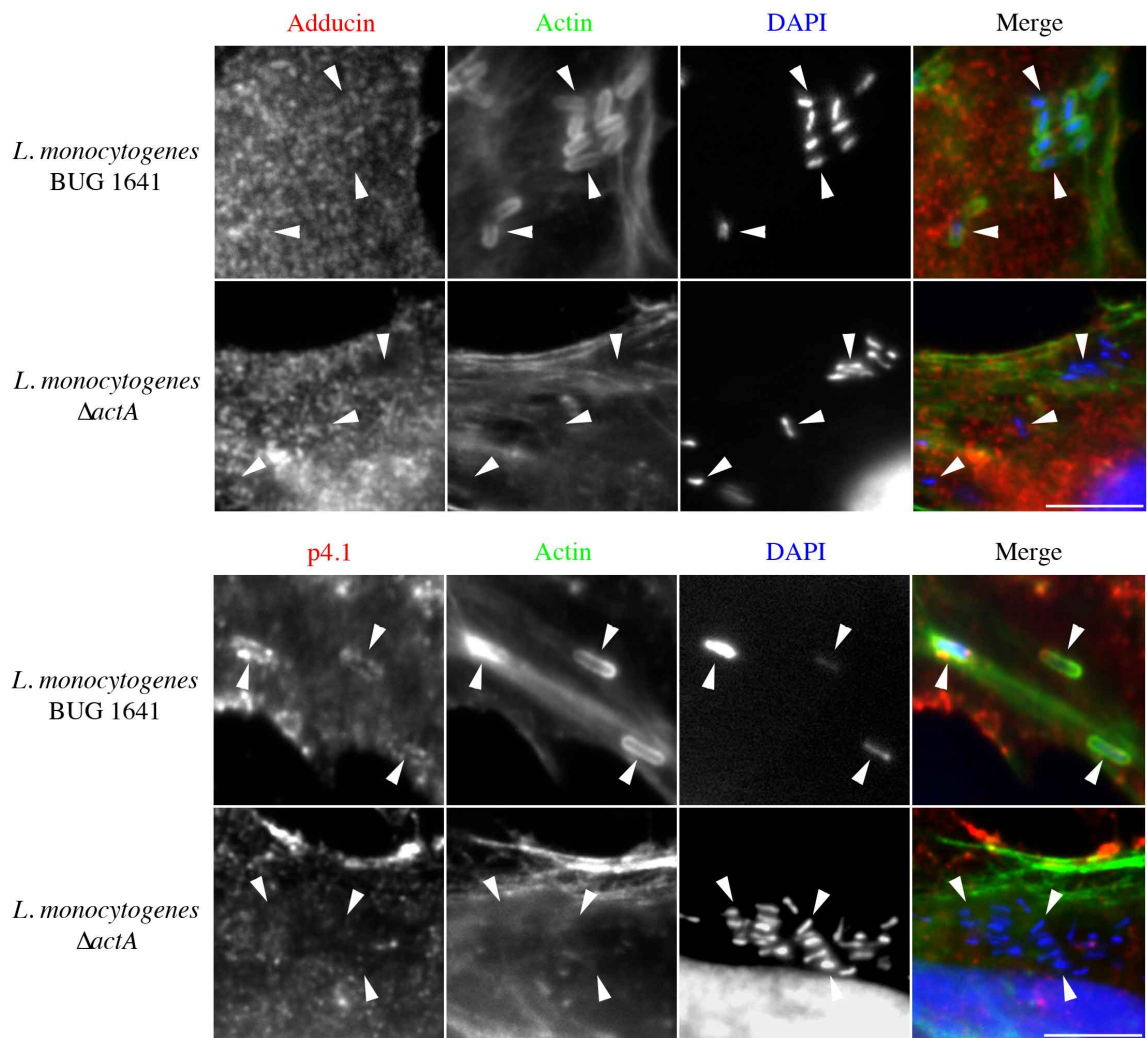 Adducin Actin DAPI Merge
L. monocytogenes
BUG 1641
L. monocytogenes
ΔactA
p4.1 Actin DAPI Merge
L. monocytogenes
BUG 1641
L. monocytogenes
ΔactA